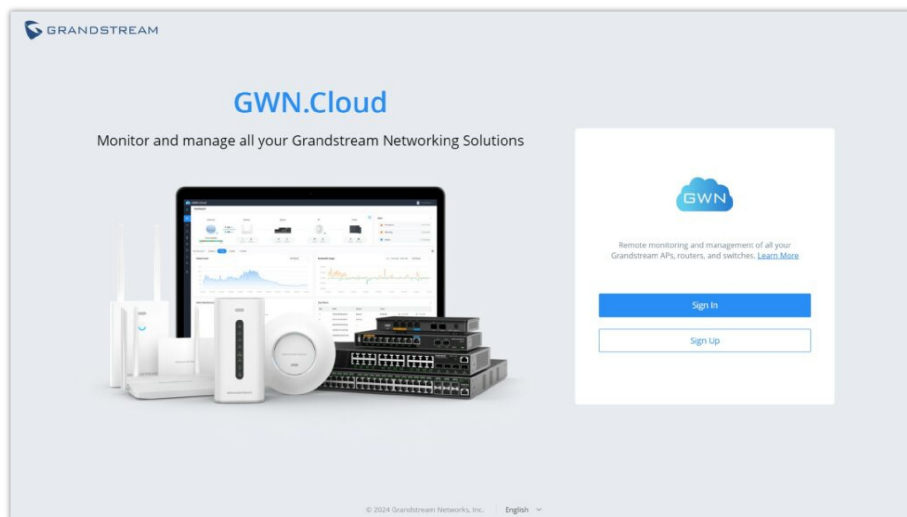 GRANDSTREAM
GWN.Cloud
Monitor and manage all your Grandstream Networking Solutions
GWN
Remote monitoring and management of all your
Grandstream APs, routers, and switches. Learn More
Sign In
Sign Up
© 2024 Grandstream Networks, Inc.
English